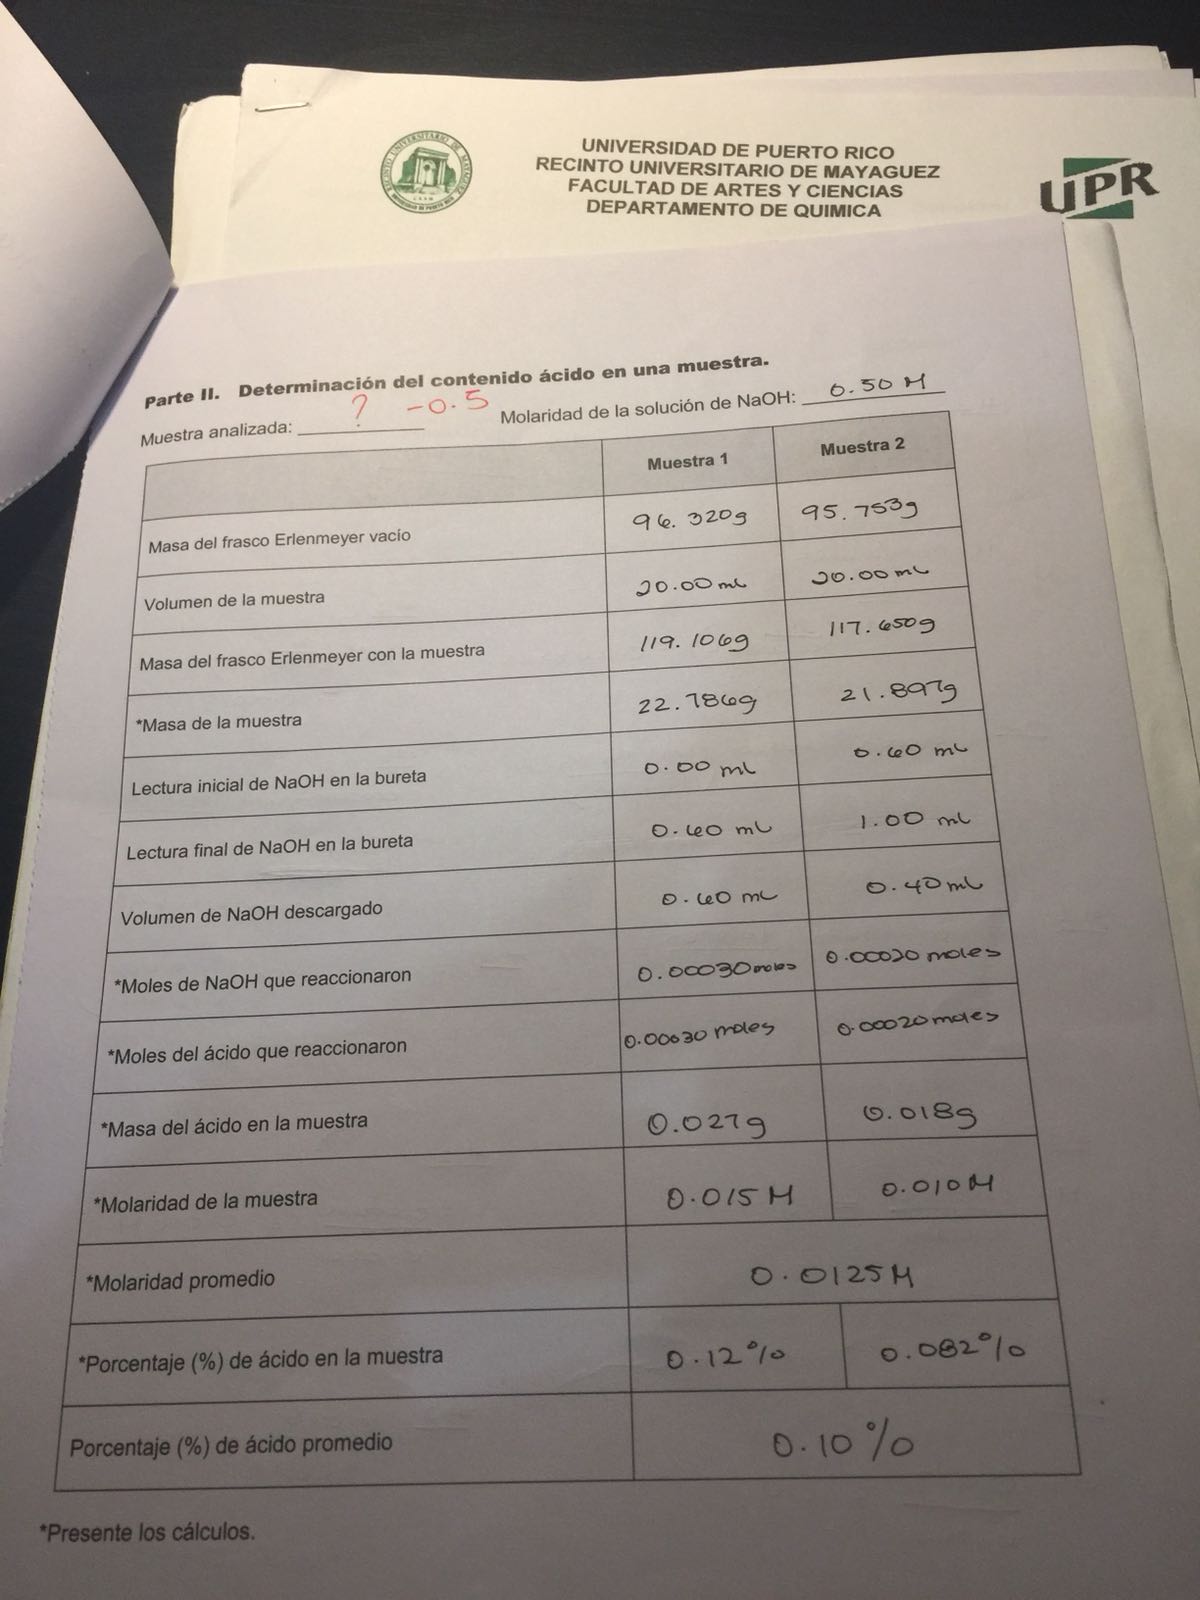 UNIVERSIDAD DE PUERTO RICO
RECINTO UNIVERSITARIO DE MAYAGUEZ
FACULTAD DE ARTES Y CIENCIAS
DEPARTAMENTO DE QUIMICA
UPR
Parte II. Determinación del contenido ácido en una muestra.
Muestra analizada: ? -0.5 Molaridad de la solución de NaOH: 0.50 M
Muestra 1 Muestra 2
Masa del frasco Erlenmeyer vacío 96.320g 95.753g
Volumen de la muestra 20.00 mL 20.00 mL
Masa del frasco Erlenmeyer con la muestra 119.106g 117.650g
*Masa de la muestra 22.786g 21.897g
Lectura inicial de NaOH en la bureta 0.00 mL 0.60 mL
Lectura final de NaOH en la bureta 0.60 mL 1.00 mL
Volumen de NaOH descargado 0.60 mL 0.40 mL
*Moles de NaOH que reaccionaron 0.00030 moles 0.00020 moles
*Moles del ácido que reaccionaron 0.00030 moles 0.00020 moles
*Masa del ácido en la muestra 0.027g 0.018g
*Molaridad de la muestra 0.015 M 0.010 M
*Molaridad promedio 0.0125 M
*Porcentaje (%) de ácido en la muestra 0.12% 0.082%
Porcentaje (%) de ácido promedio 0.10%
*Presente los cálculos.